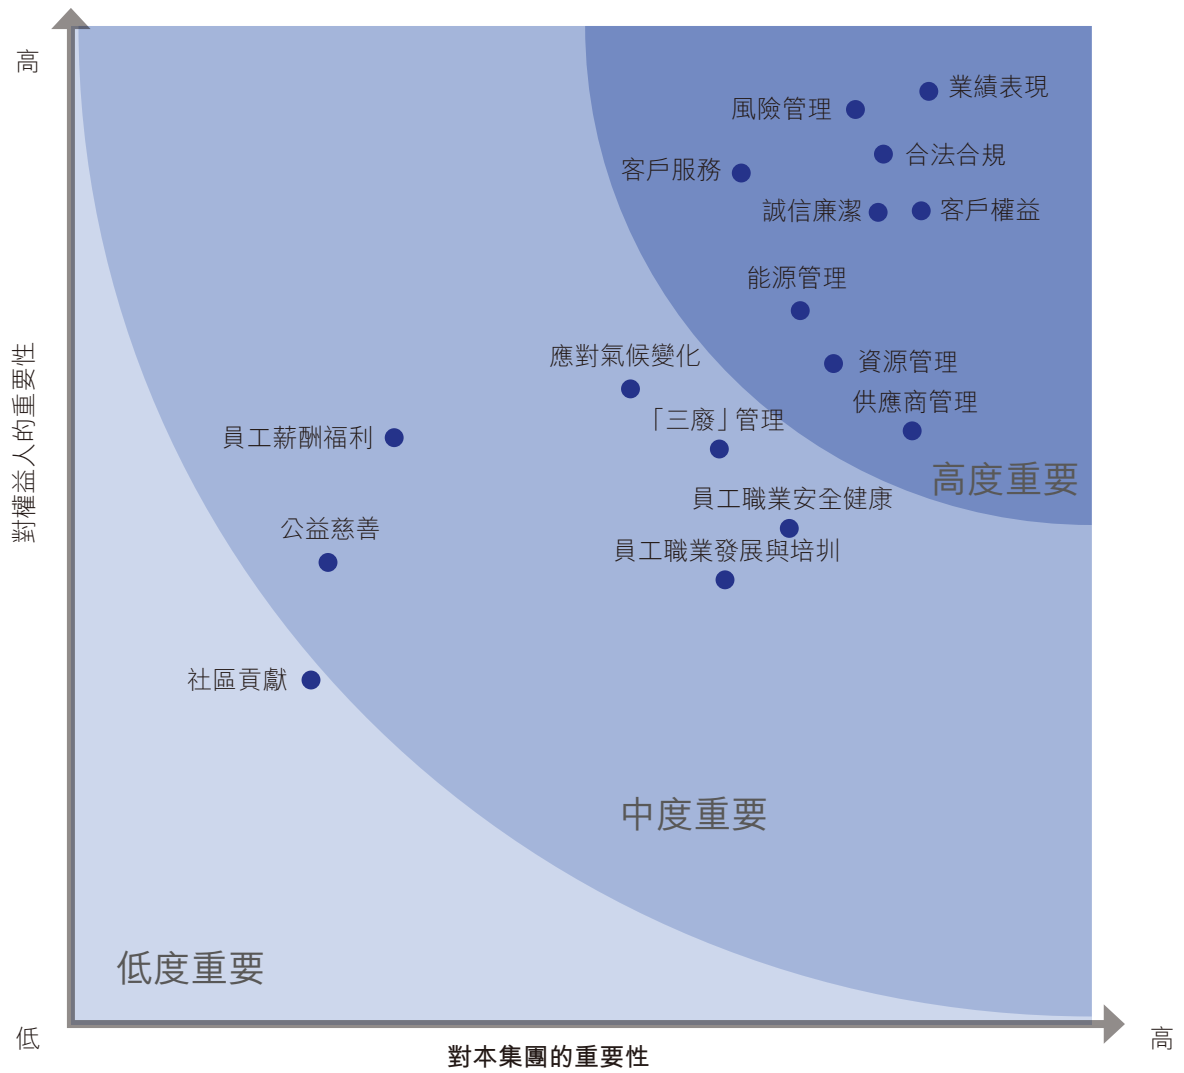 高
業績表現
風險管理
合法合規
客戶服務
誠信廉潔
客戶權益
能源管理
應對氣候變化
資源管理
供應商管理
「三廢」管理
員工薪酬福利
高度重要
員工職業安全健康
公益慈善
員工職業發展與培圳
社區貢獻
中度重要
低度重要
對權益人的重要性
低
對本集團的重要性
高